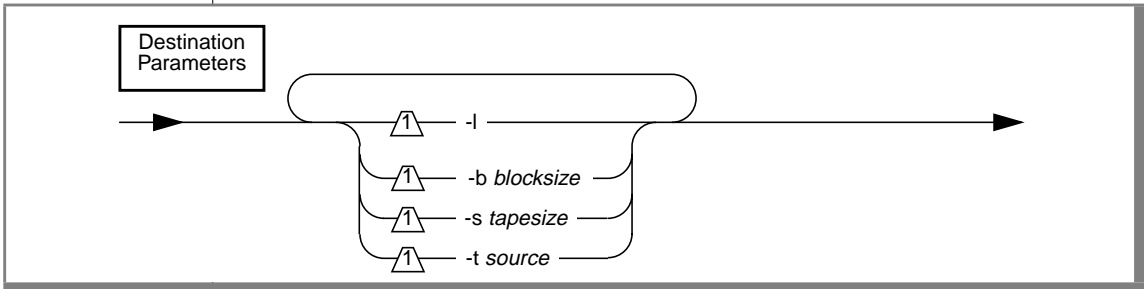 Destination
Parameters
1 -l
1 -b blocksize
1 -s tapesize
1 -t source